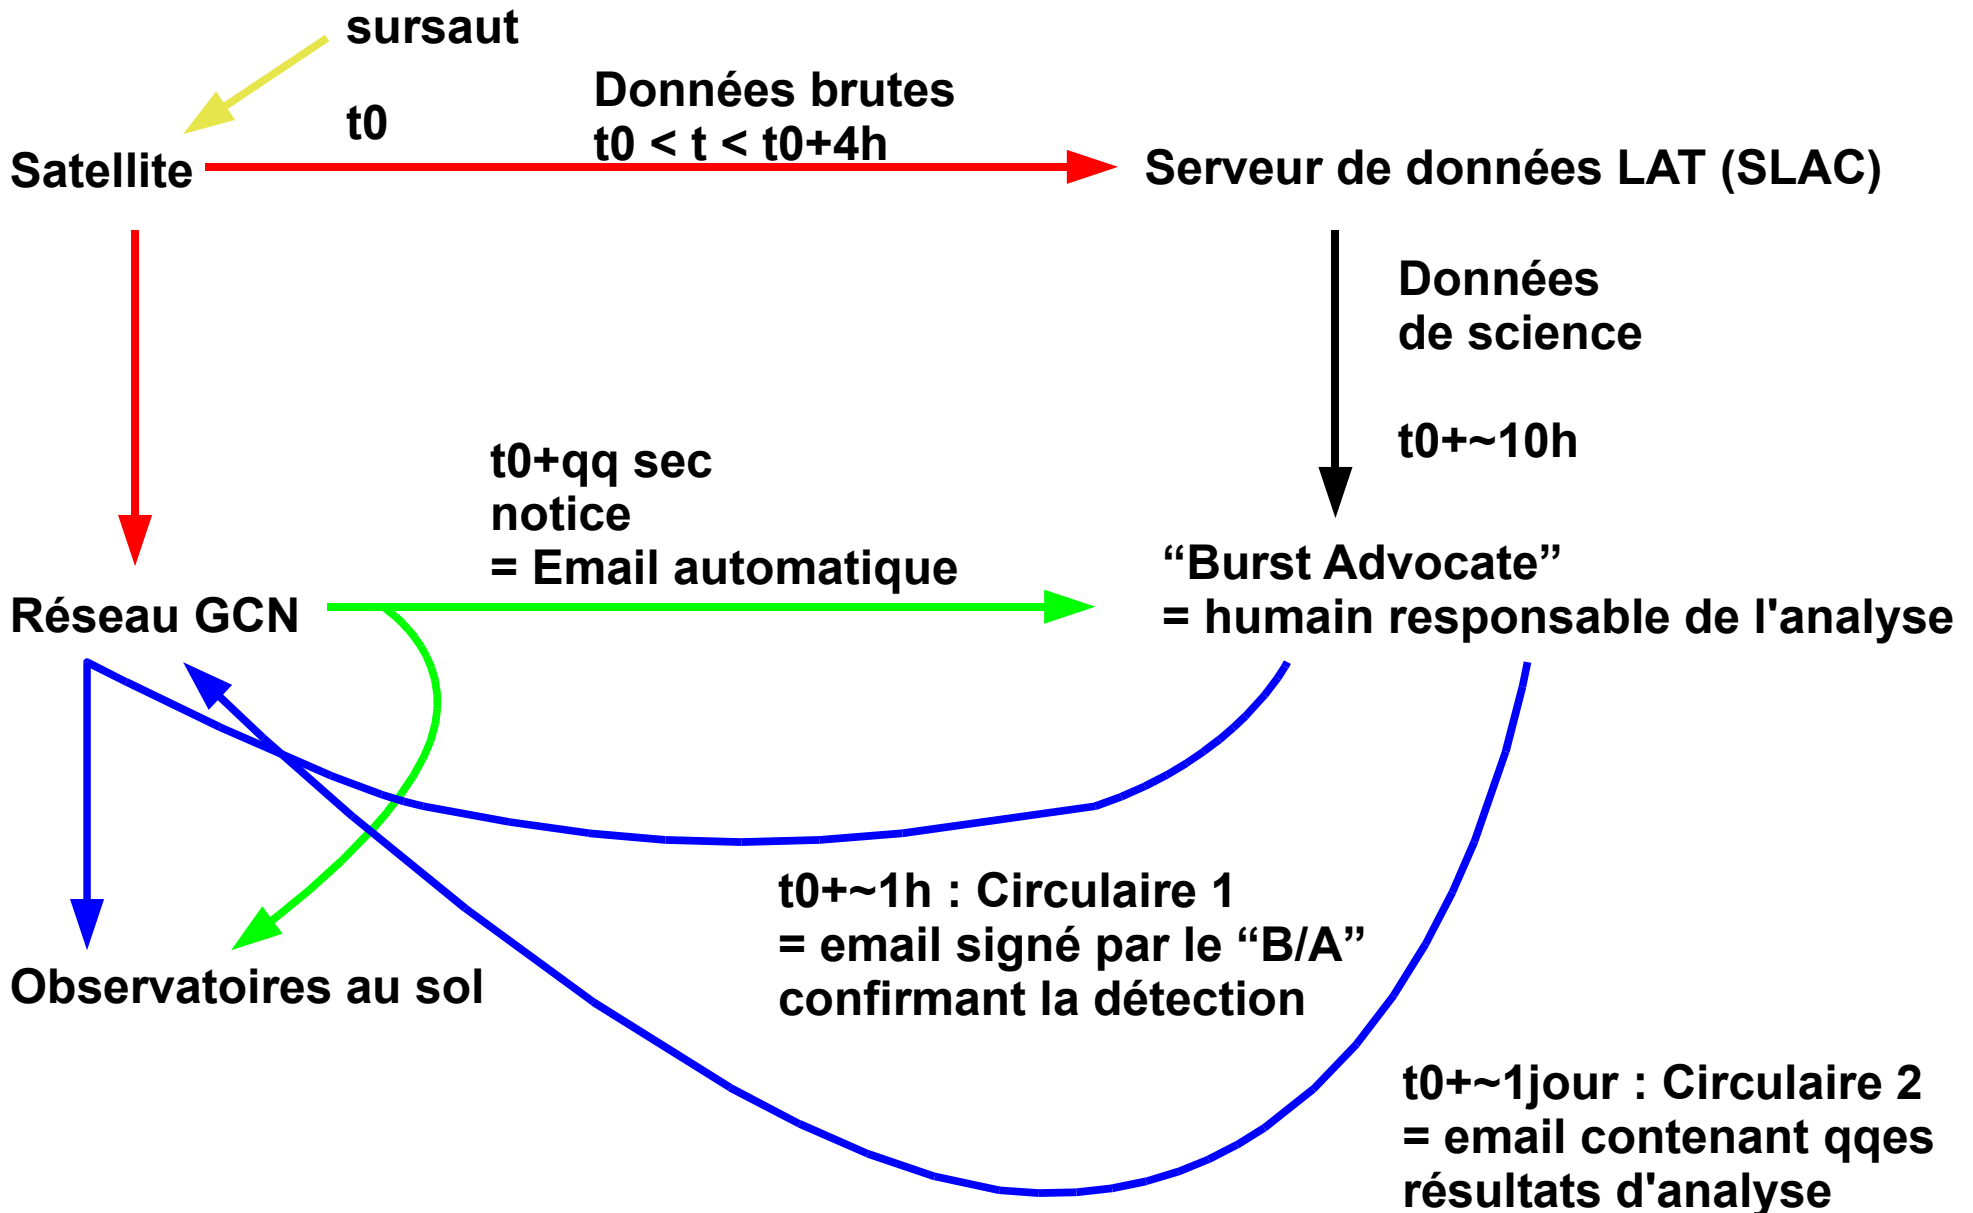 sursaut
t0
Données brutes
t0 < t < t0+4h
Satellite
Serveur de données LAT (SLAC)
Données
de science
t0+~10h
t0+qq sec
notice
= Email automatique
“Burst Advocate”
= humain responsable de l'analyse
Réseau GCN
t0+~1h : Circulaire 1
= email signé par le “B/A”
confirmant la détection
Observatoires au sol
t0+~1jour : Circulaire 2
= email contenant qqes
résultats d'analyse